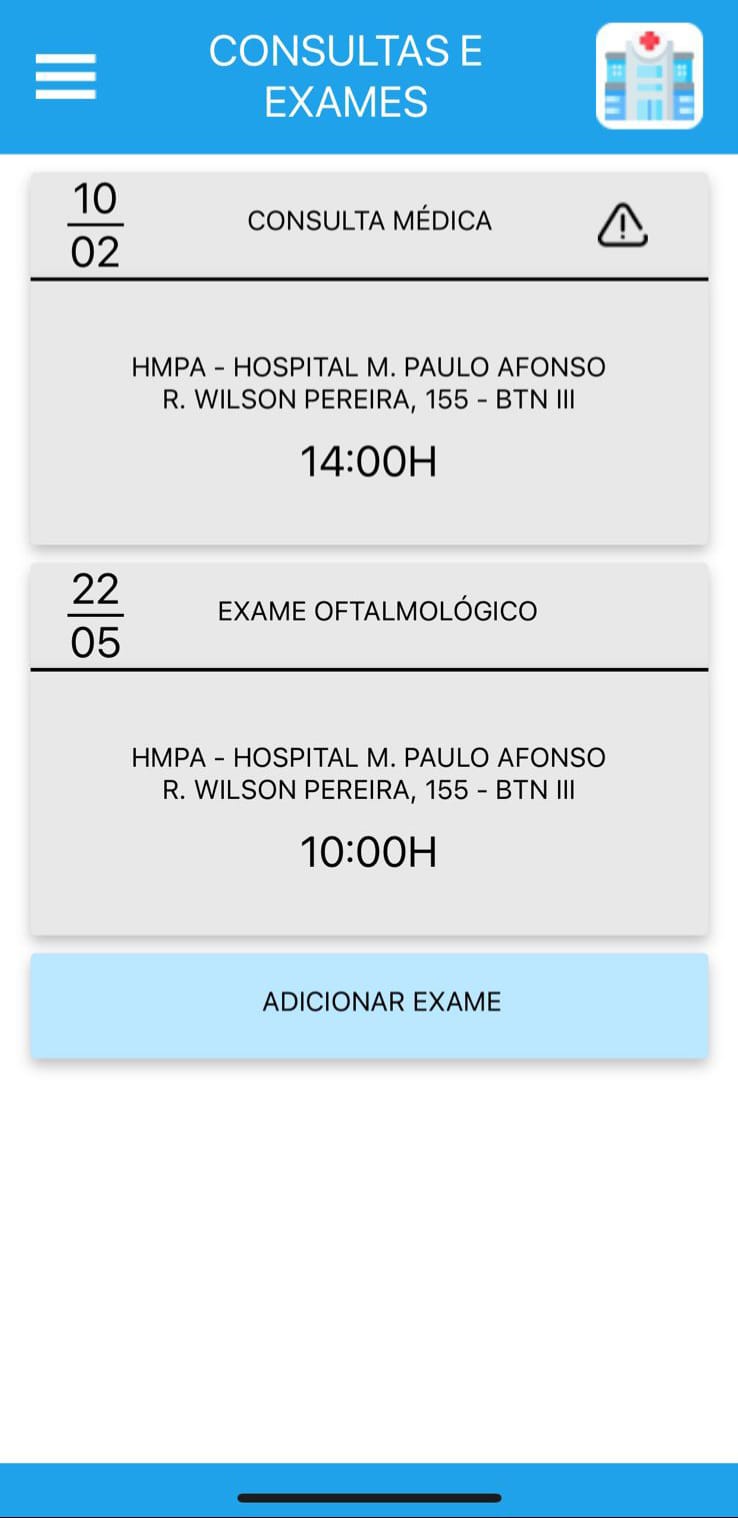 CONSULTAS E
EXAMES
10
02
CONSULTA MÉDICA
HMPA - HOSPITAL M. PAULO AFONSO
R. WILSON PEREIRA, 155 - BTN III
14:00H
22
05
EXAME OFTALMOLÓGICO
HMPA - HOSPITAL M. PAULO AFONSO
R. WILSON PEREIRA, 155 - BTN III
10:00H
ADICIONAR EXAME